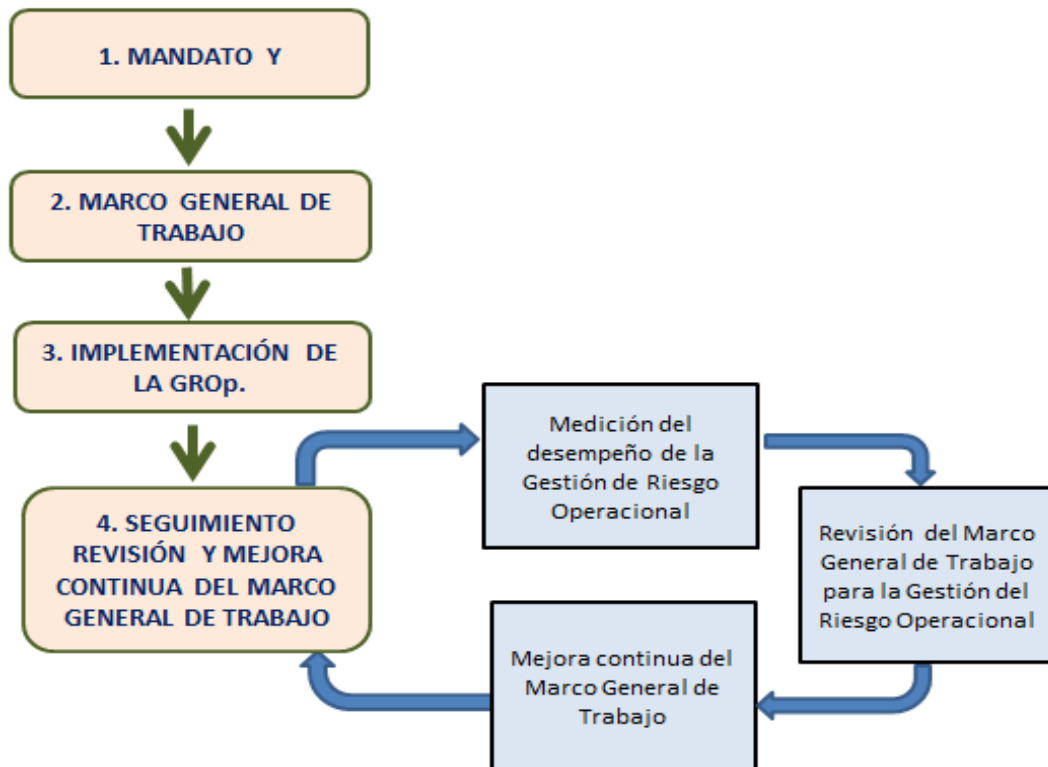 1. MANDATO Y
2. MARCO GENERAL DE
TRABAJO
3. IMPLEMENTACIÓN DE
LA GROp.
4. SEGUIMIENTO
REVISIÓN Y MEJORA
CONTINUA DEL MARCO
GENERAL DE TRABAJO
Medición del
desempeño de la
Gestión de Riesgo
Operacional
Revisión del Marco
General de Trabajo
para la Gestión del
Riesgo Operacional
Mejora continua del
Marco General de
Trabajo